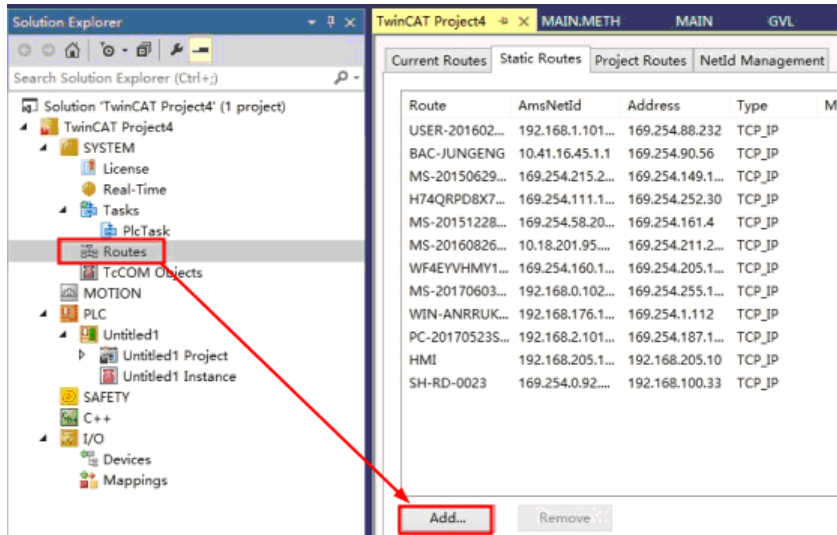 Solution Explorer
Search Solution Explorer (Ctrl+;)
Solution 'TwinCAT Project4' (1 project)
TwinCAT Project4
SYSTEM
License
Real-Time
Tasks
PlcTask
Routes
TcCOM Objects
MOTION
PLC
Untitled1
Untitled1 Project
Untitled1 Instance
SAFETY
C++
I/O
Devices
Mappings
TwinCAT Project4 MAIN.METH MAIN GVL
Current Routes Static Routes Project Routes NetId Management
Route AmsNetId Address Type M
USER-201602... 192.168.1.101... 169.254.88.232 TCP_IP
BAC-JUNGENG 10.41.16.45.1.1 169.254.90.56 TCP_IP
MS-20150629... 169.254.215.2... 169.254.149.1... TCP_IP
H74QRPD8X7... 169.254.111.1... 169.254.252.30 TCP_IP
MS-20151228... 169.254.58.20... 169.254.161.4 TCP_IP
MS-20160826... 10.18.201.95.... 169.254.211.2... TCP_IP
WF4EYVHMY1... 169.254.160.1... 169.254.205.1... TCP_IP
MS-20170603... 192.168.0.102... 169.254.255.1... TCP_IP
WIN-ANRRUK... 192.168.176.1... 169.254.1.112 TCP_IP
PC-20170523S... 192.168.2.101... 169.254.187.1... TCP_IP
HMI 192.168.205.1... 192.168.205.10 TCP_IP
SH-RD-0023 169.254.0.92.... 192.168.100.33 TCP_IP
Add... Remove